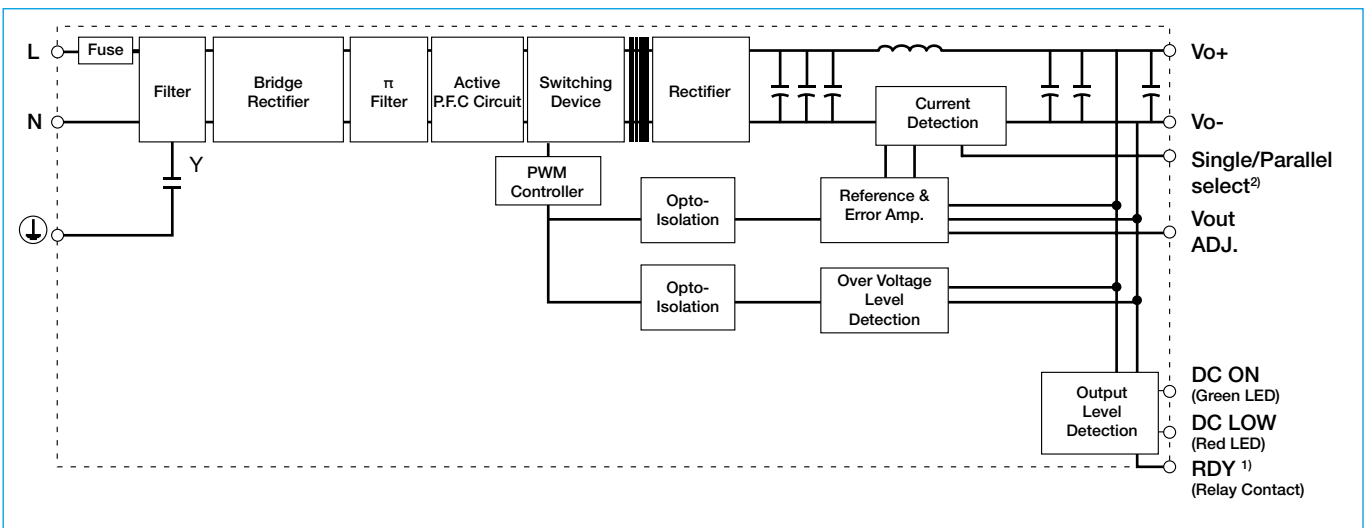 L
Fuse
Filter
Bridge
Rectifier
π
Filter
Active
P.F.C Circuit
Switching
Device
Rectifier
Current
Detection
Vo+
N
Vo-
Y
PWM
Controller
Opto-
Isolation
Reference &
Error Amp.
Single/Parallel
select2)
Vout
ADJ.
Opto-
Isolation
Over Voltage
Level
Detection
Output
Level
Detection
DC ON
(Green LED)
DC LOW
(Red LED)
RDY 1)
(Relay Contact)